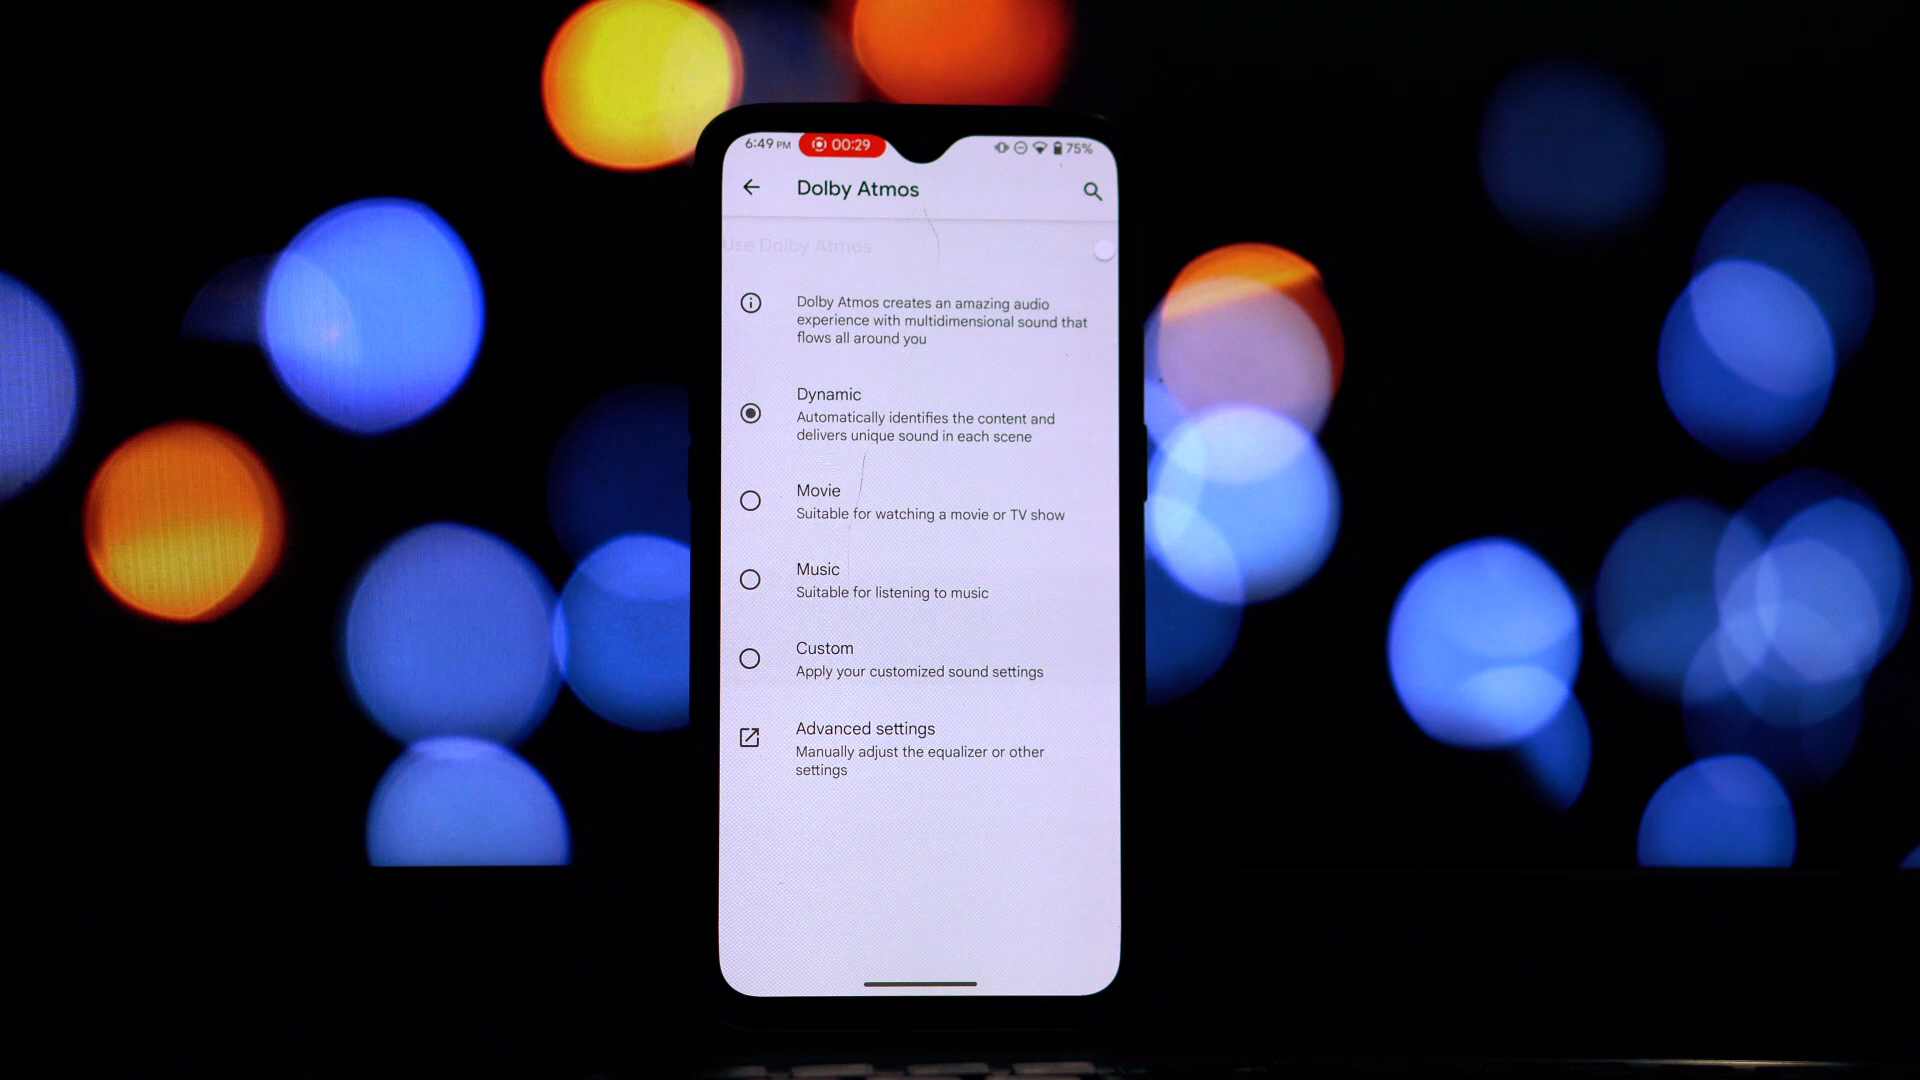 6:49 PM 00:29 75%
Dolby Atmos
Use Dolby Atmos
Dolby Atmos creates an amazing audio
experience with multidimensional sound that
flows all around you
Dynamic
Automatically identifies the content and
delivers unique sound in each scene
Movie
Suitable for watching a movie or TV show
Music
Suitable for listening to music
Custom
Apply your customized sound settings
Advanced settings
Manually adjust the equalizer or other
settings